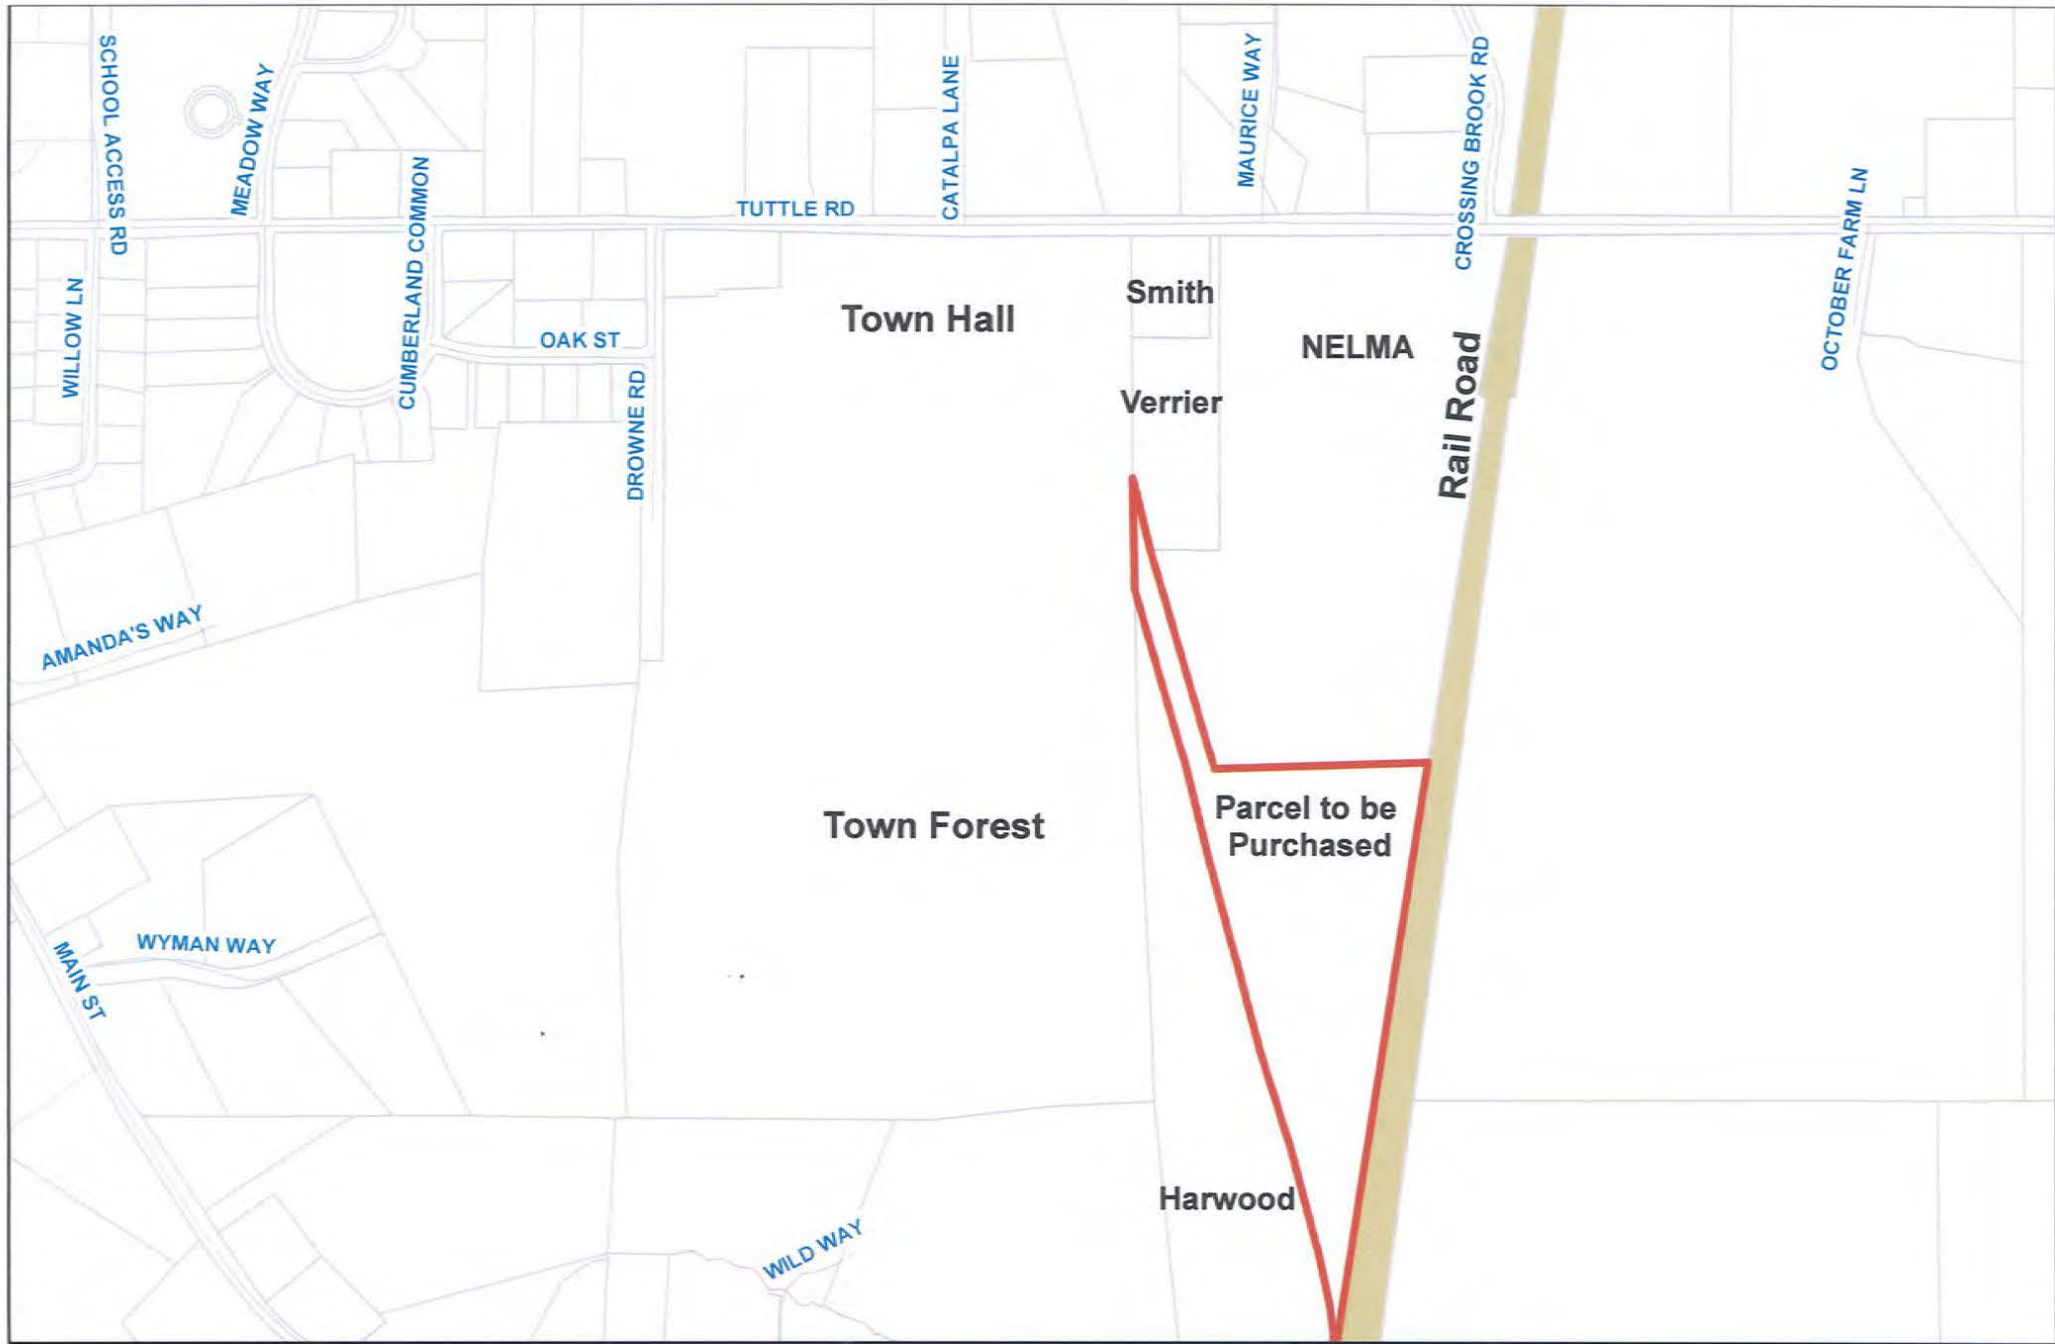 SCHOOL ACCESS RD
MEADOW WAY
CATALPA LANE
MAURICE WAY
CROSSING BROOK RD
TUTTLE RD
OCTOBER FARM LN
CUMBERLAND COMMON
WILLOW LN
Smith
Town Hall
OAK ST
NELMA
Rail Road
Verrier
DROWNE RD
AMANDA'S WAY
Parcel to be
Purchased
Town Forest
WYMAN WAY
MAIN ST
Harwood
WILD WAY